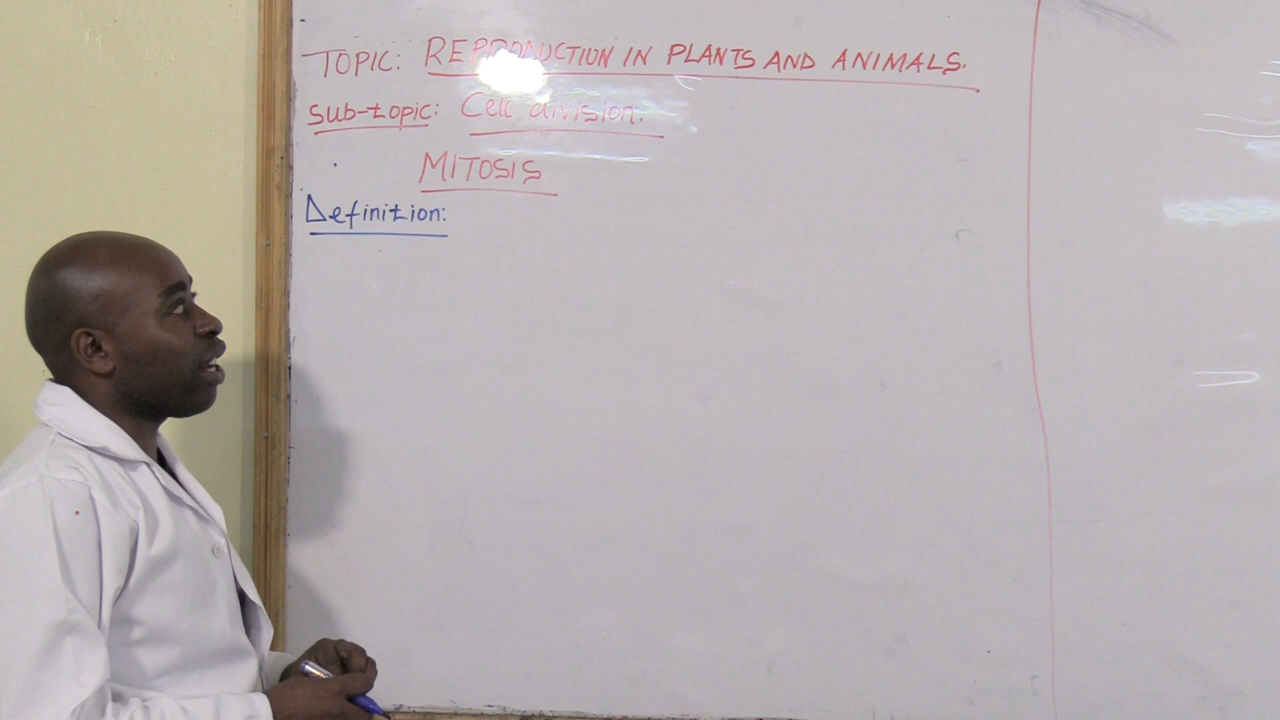 TOPIC: REPRODUCTION IN PLANTS AND ANIMALS.
Sub-topic: Cell division.
MITOSIS
Definition: